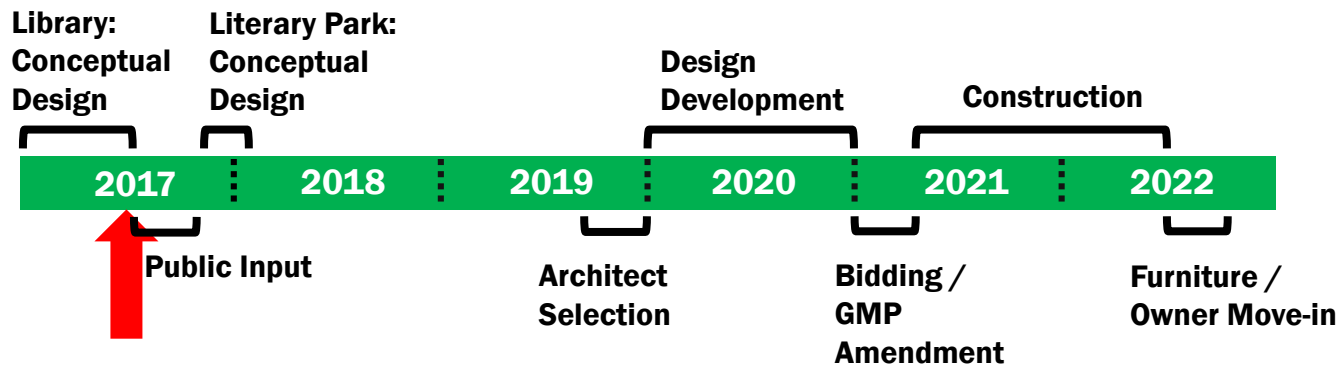 Library:
Conceptual
Design
Literary Park:
Conceptual
Design
Design
Development
Construction
2017
2018
2019
2020
2021
2022
Public Input
Architect
Selection
Bidding /
GMP
Amendment
Furniture /
Owner Move-in